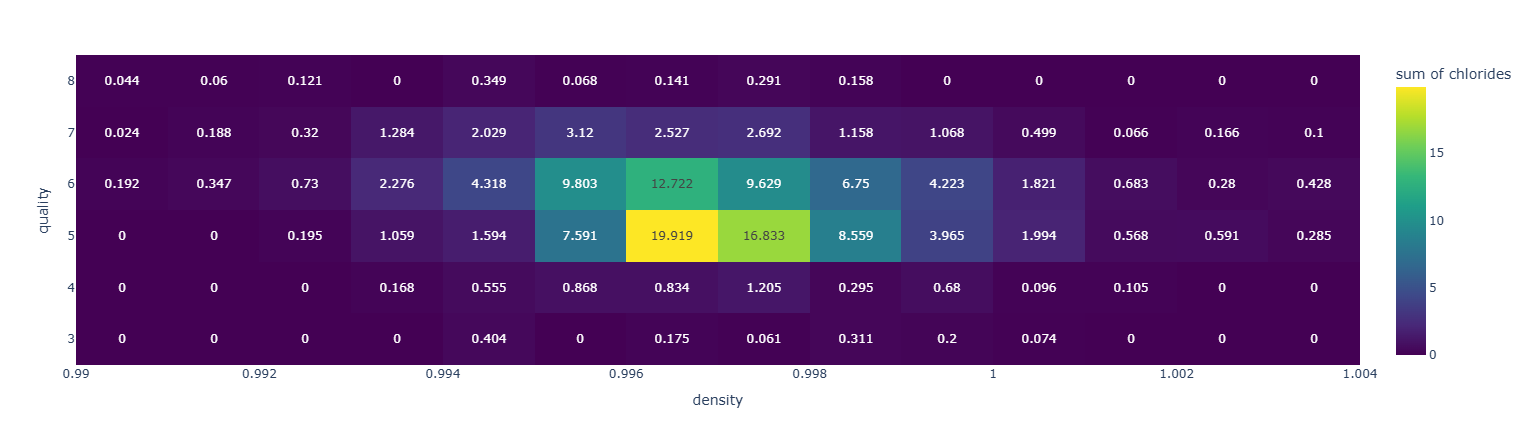 sum of chlorides
8 0.044 0.06 0.121 0 0.349 0.068 0.141 0.291 0.158 0 0 0 0 0
7 0.024 0.188 0.32 1.284 2.029 3.12 2.527 2.692 1.158 1.068 0.499 0.066 0.166 0.1
6 0.192 0.347 0.73 2.276 4.318 9.803 12.722 9.629 6.75 4.223 1.821 0.683 0.28 0.428
5 0 0 0.195 1.059 1.594 7.591 19.919 16.833 8.559 3.965 1.994 0.568 0.591 0.285
4 0 0 0 0.168 0.555 0.868 0.834 1.205 0.295 0.68 0.096 0.105 0 0
3 0 0 0 0 0.404 0 0.175 0.061 0.311 0.2 0.074 0 0 0
0.99 0.992 0.994 0.996 0.998 1 1.002 1.004
density
quality
15
10
5
0